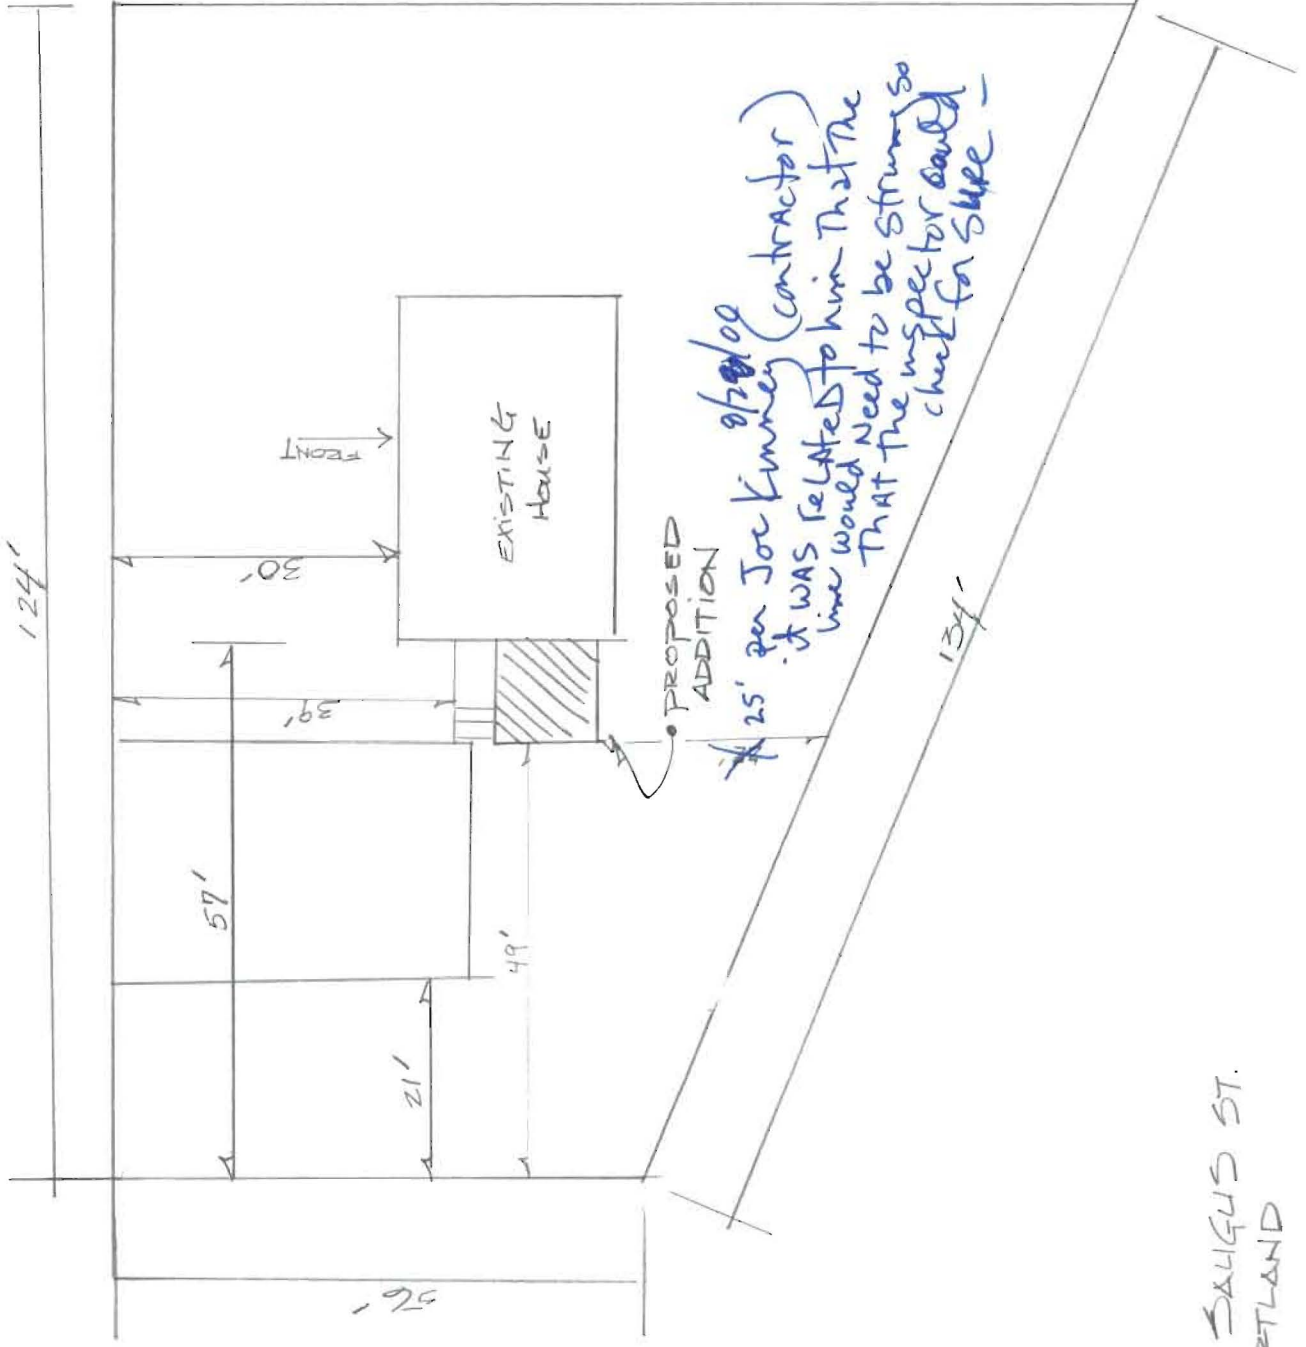 124'
FRONT
30'
EXISTING
HOUSE
39'
57'
PROPOSED
ADDITION
49'
21'
56'
134'
25' per Joe Kinney (contractor)
it WAS reLAteD to him That The
line would Need to be strung so
THAT The inspector could
check for SURE -
SAUGUS ST.